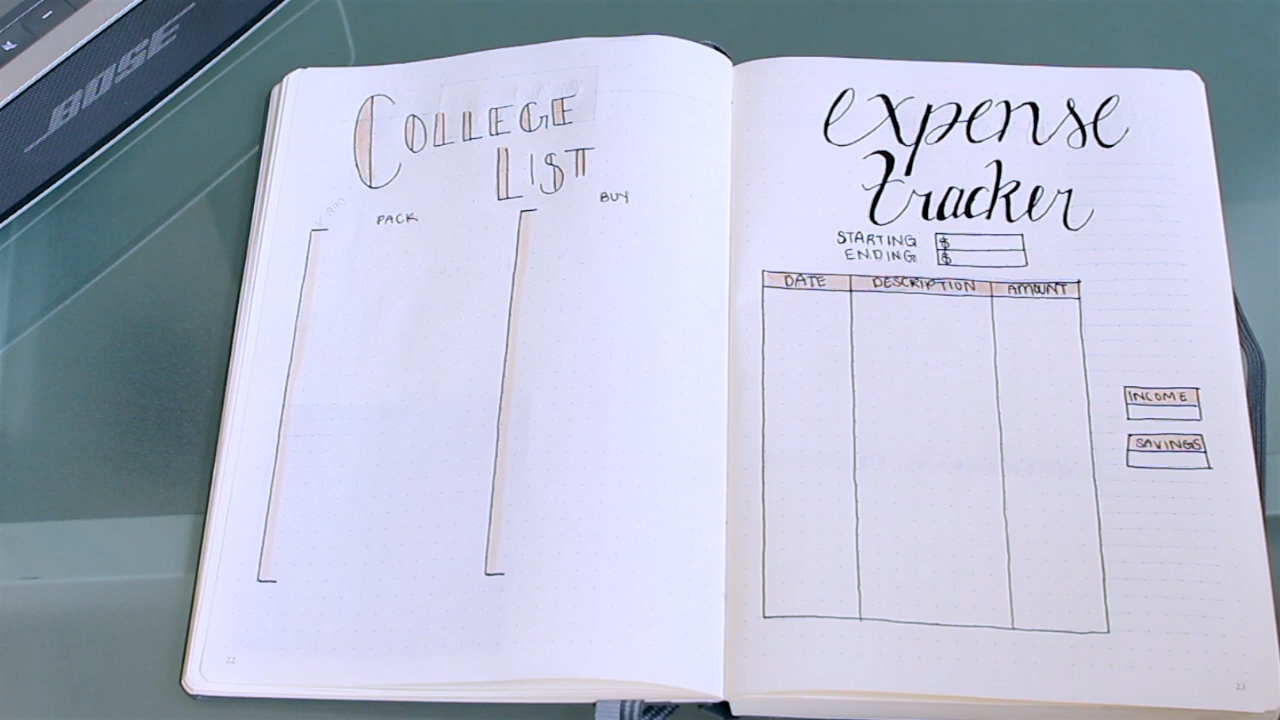 BOSE
COLLEGE
LIST
PACK
BUY
22
expense
tracker
STARTING $
ENDING $
DATE DESCRIPTION AMOUNT
INCOME
SAVINGS
23